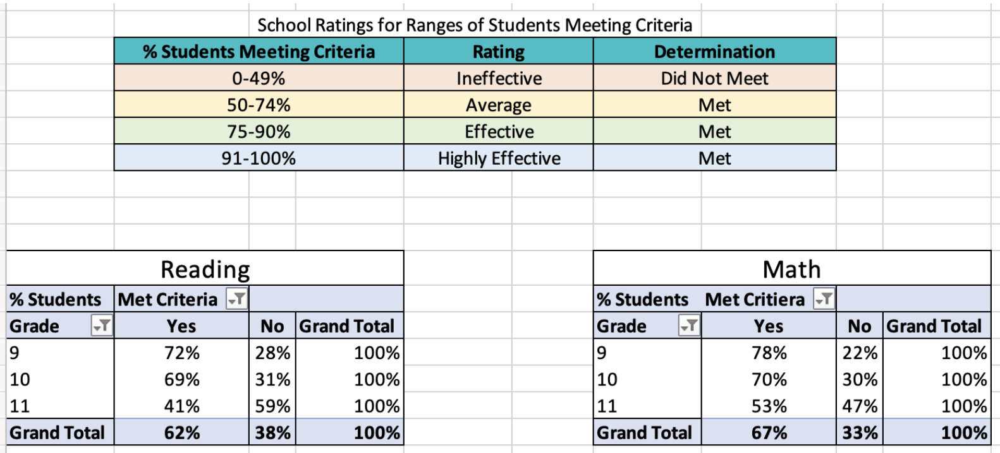 School Ratings for Ranges of Students Meeting Criteria
% Students Meeting Criteria Rating Determination
0-49% Ineffective Did Not Meet
50-74% Average Met
75-90% Effective Met
91-100% Highly Effective Met
Reading
% Students Met Criteria
Grade Yes No Grand Total
9 72% 28% 100%
10 69% 31% 100%
11 41% 59% 100%
Grand Total 62% 38% 100%
Math
% Students Met Critiera
Grade Yes No Grand Total
9 78% 22% 100%
10 70% 30% 100%
11 53% 47% 100%
Grand Total 67% 33% 100%